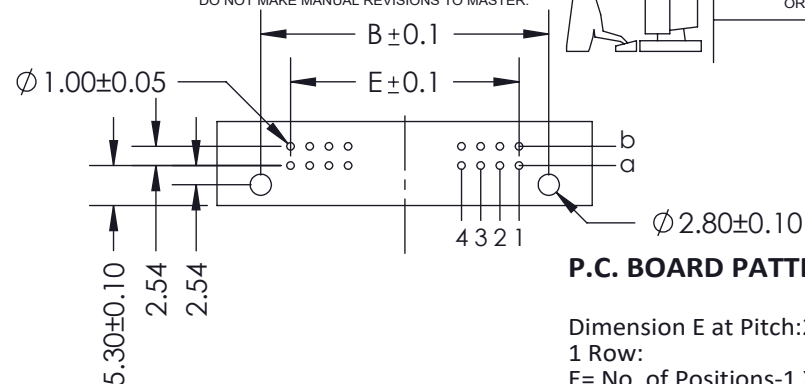 DO NOT MAKE MANUAL REVISIONS TO MASTER.
OR
B±0.1
∅1.00±0.05
E±0.1
b
a
4 3 2 1
∅2.80±0.10
5.30±0.10
2.54
2.54
P.C. BOARD PATT
Dimension E at Pitch:
1 Row:
E= No. of Positions-1